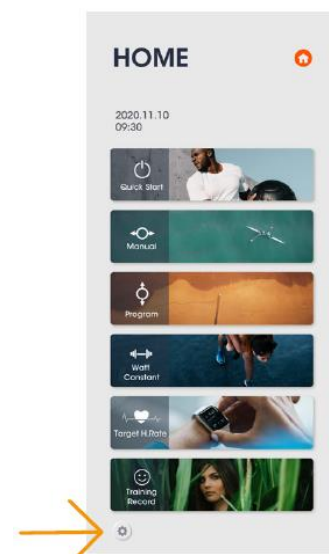 HOME
2020.11.10
09:30
Quick Start
Manual
Program
Watt
Constant
Target H.Rate
Training
Record